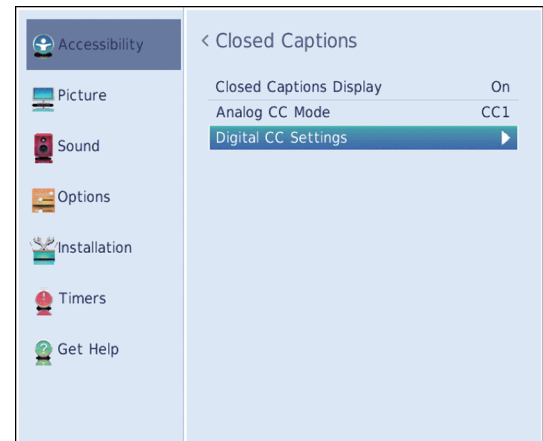 Accessibility
Picture
Sound
Options
Installation
Timers
Get Help
< Closed Captions
Closed Captions Display On
Analog CC Mode CC1
Digital CC Settings